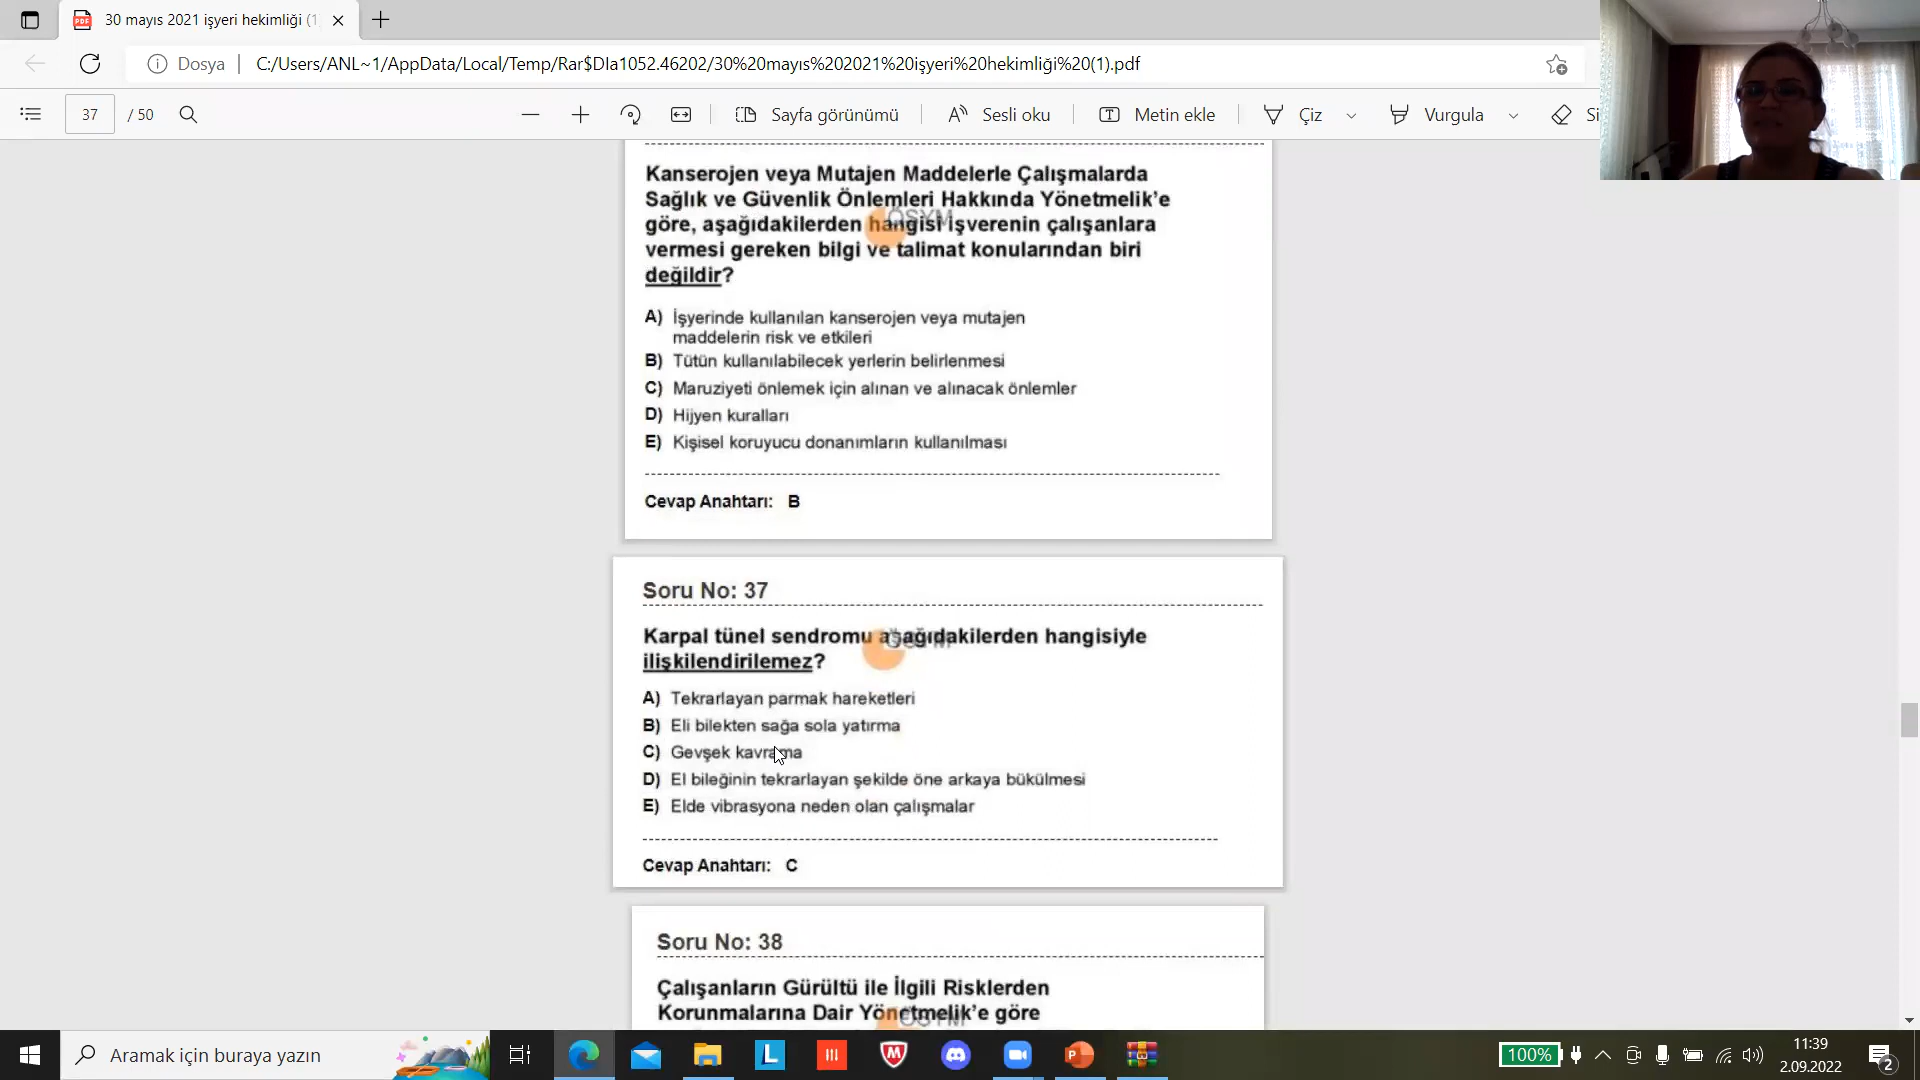 30 mayıs 2021 işyeri hekimliği (1
Dosya
C:/Users/ANL~1/AppData/Local/Temp/Rar$DIa1052.46202/30%20mayıs%202021%20işyeri%20hekimliği%20(1).pdf
37 / 50
Sayfa görünümü
Sesli oku
Metin ekle
Çiz
Vurgula
Si
Kanserojen veya Mutajen Maddelerle Çalışmalarda
Sağlık ve Güvenlik Önlemleri Hakkında Yönetmelik’e
ÖSYM
göre, aşağıdakilerden hangisi işverenin çalışanlara
vermesi gereken bilgi ve talimat konularından biri
değildir?
A) İşyerinde kullanılan kanserojen veya mutajen
maddelerin risk ve etkileri
B) Tütün kullanılabilecek yerlerin belirlenmesi
C) Maruziyeti önlemek için alınan ve alınacak önlemler
D) Hijyen kuralları
E) Kişisel koruyucu donanımların kullanılması
Cevap Anahtarı: B
Soru No: 37
Karpal tünel sendromu aşağıdakilerden hangisiyle
ÖSYM
ilişkilendirilemez?
A) Tekrarlayan parmak hareketleri
B) Eli bilekten sağa sola yatırma
C) Gevşek kavrama
D) El bileğinin tekrarlayan şekilde öne arkaya bükülmesi
E) Elde vibrasyona neden olan çalışmalar
Cevap Anahtarı: C
Soru No: 38
Çalışanların Gürültü ile İlgili Risklerden
Korunmalarına Dair Yönetmelik’e göre
ÖSYM
Aramak için buraya yazın
100%
11:39
2.09.2022
2